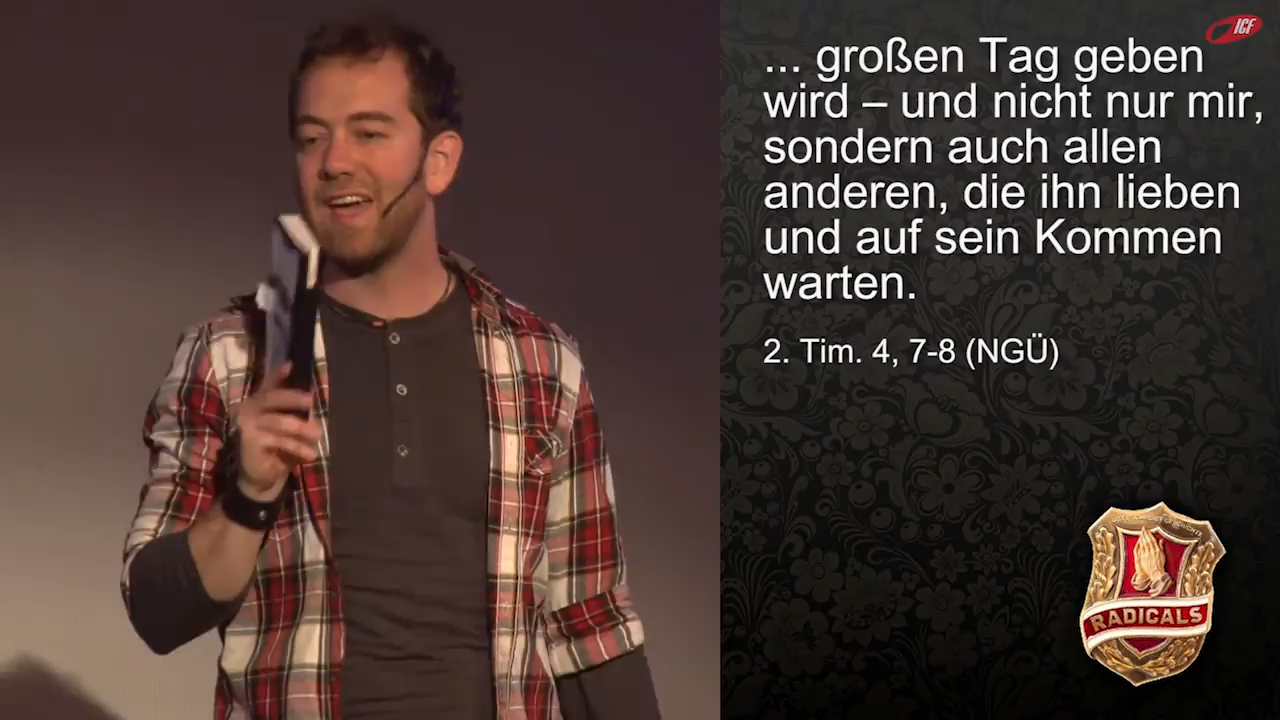 ICF
... großen Tag geben
wird – und nicht nur mir,
sondern auch allen
anderen, die ihn lieben
und auf sein Kommen
warten.
2. Tim. 4, 7-8 (NGÜ)
RADICALS